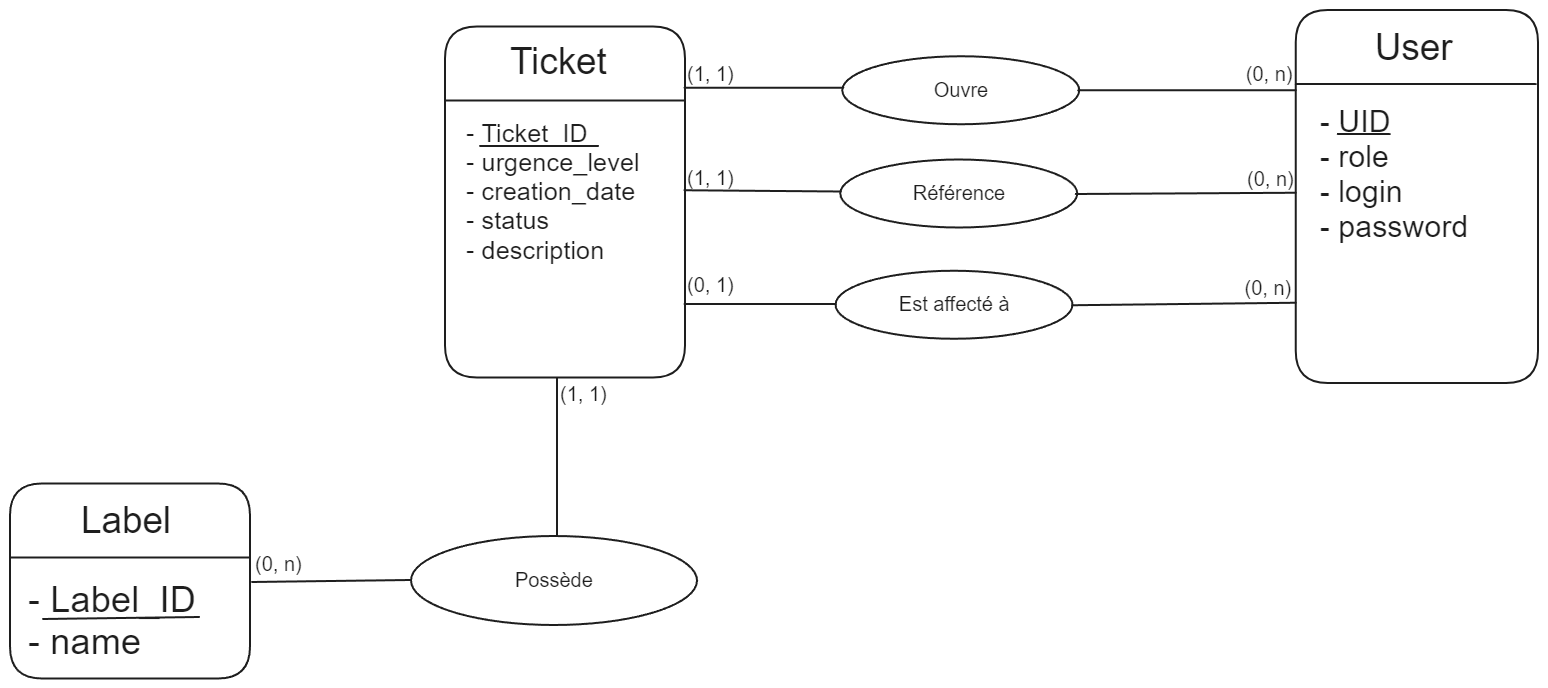 Ticket
- Ticket_ID
- urgence_level
- creation_date
- status
- description
(1, 1)
Ouvre
(0, n)
(1, 1)
Référence
(0, n)
(0, 1)
Est affecté à
(0, n)
User
- UID
- role
- login
- password
(1, 1)
Label
- Label_ID
- name
(0, n)
Possède